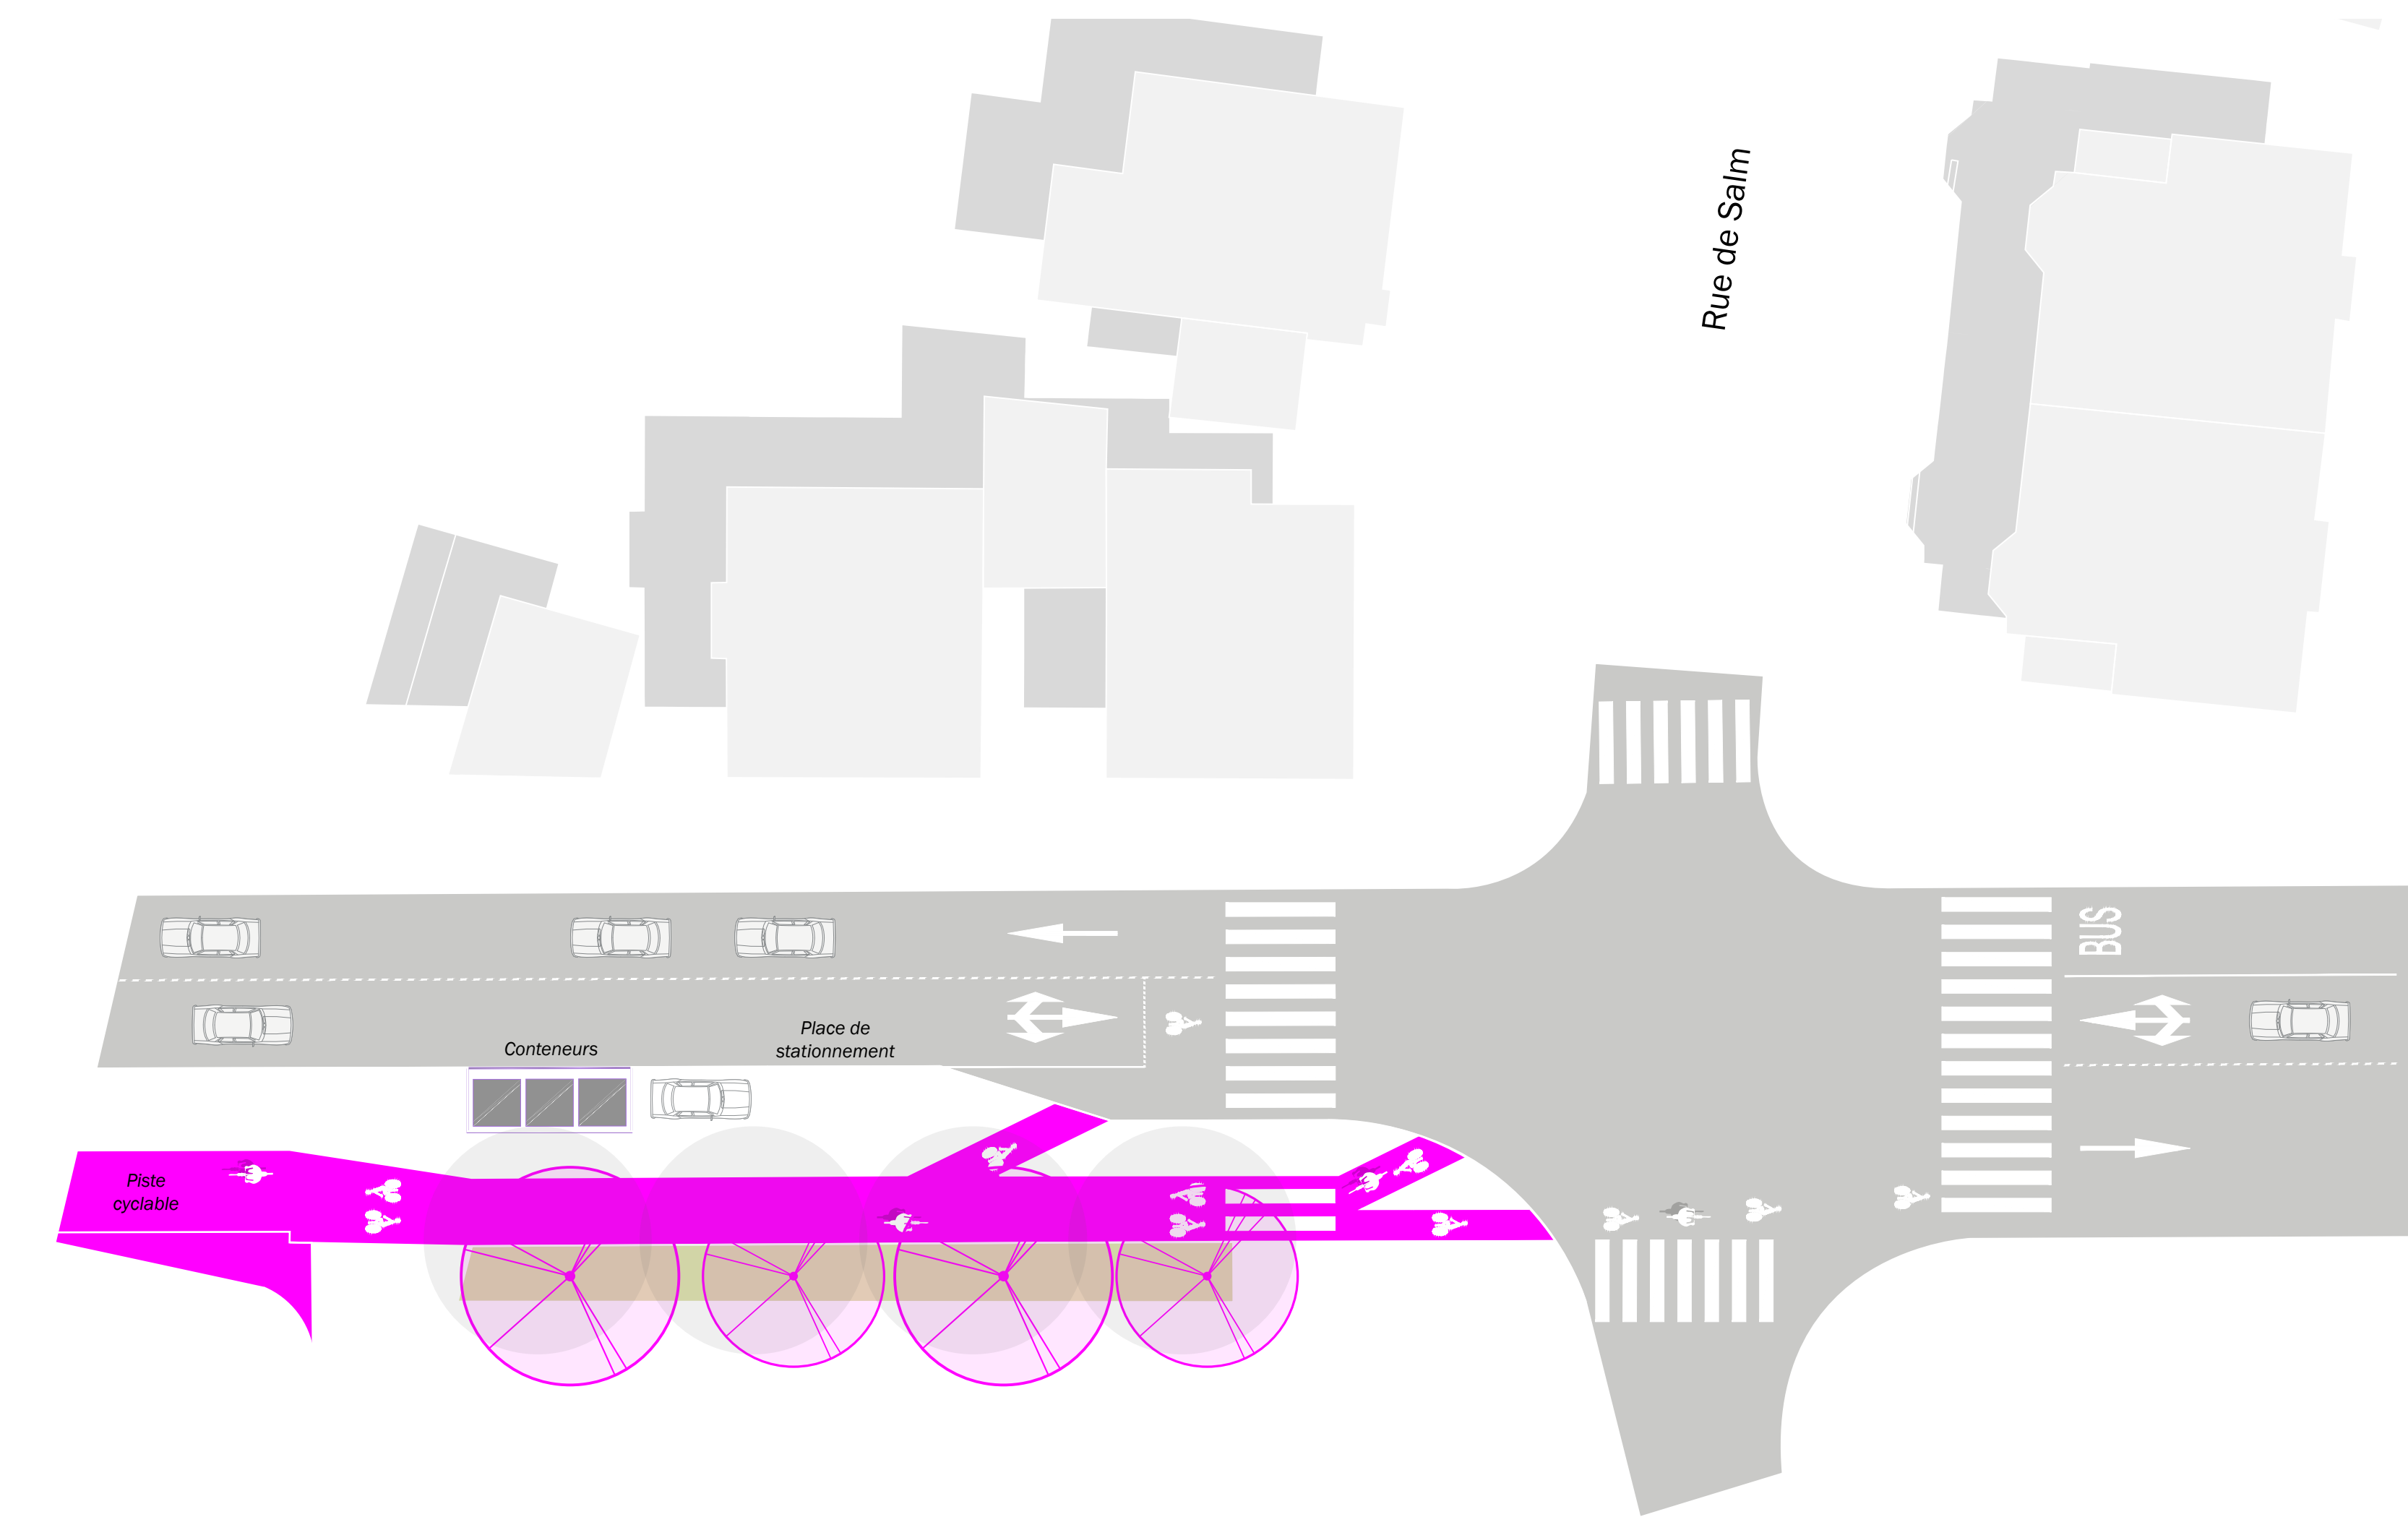 Rue de Salm
BUS
Place de
stationnement
Conteneurs
Piste
cyclable